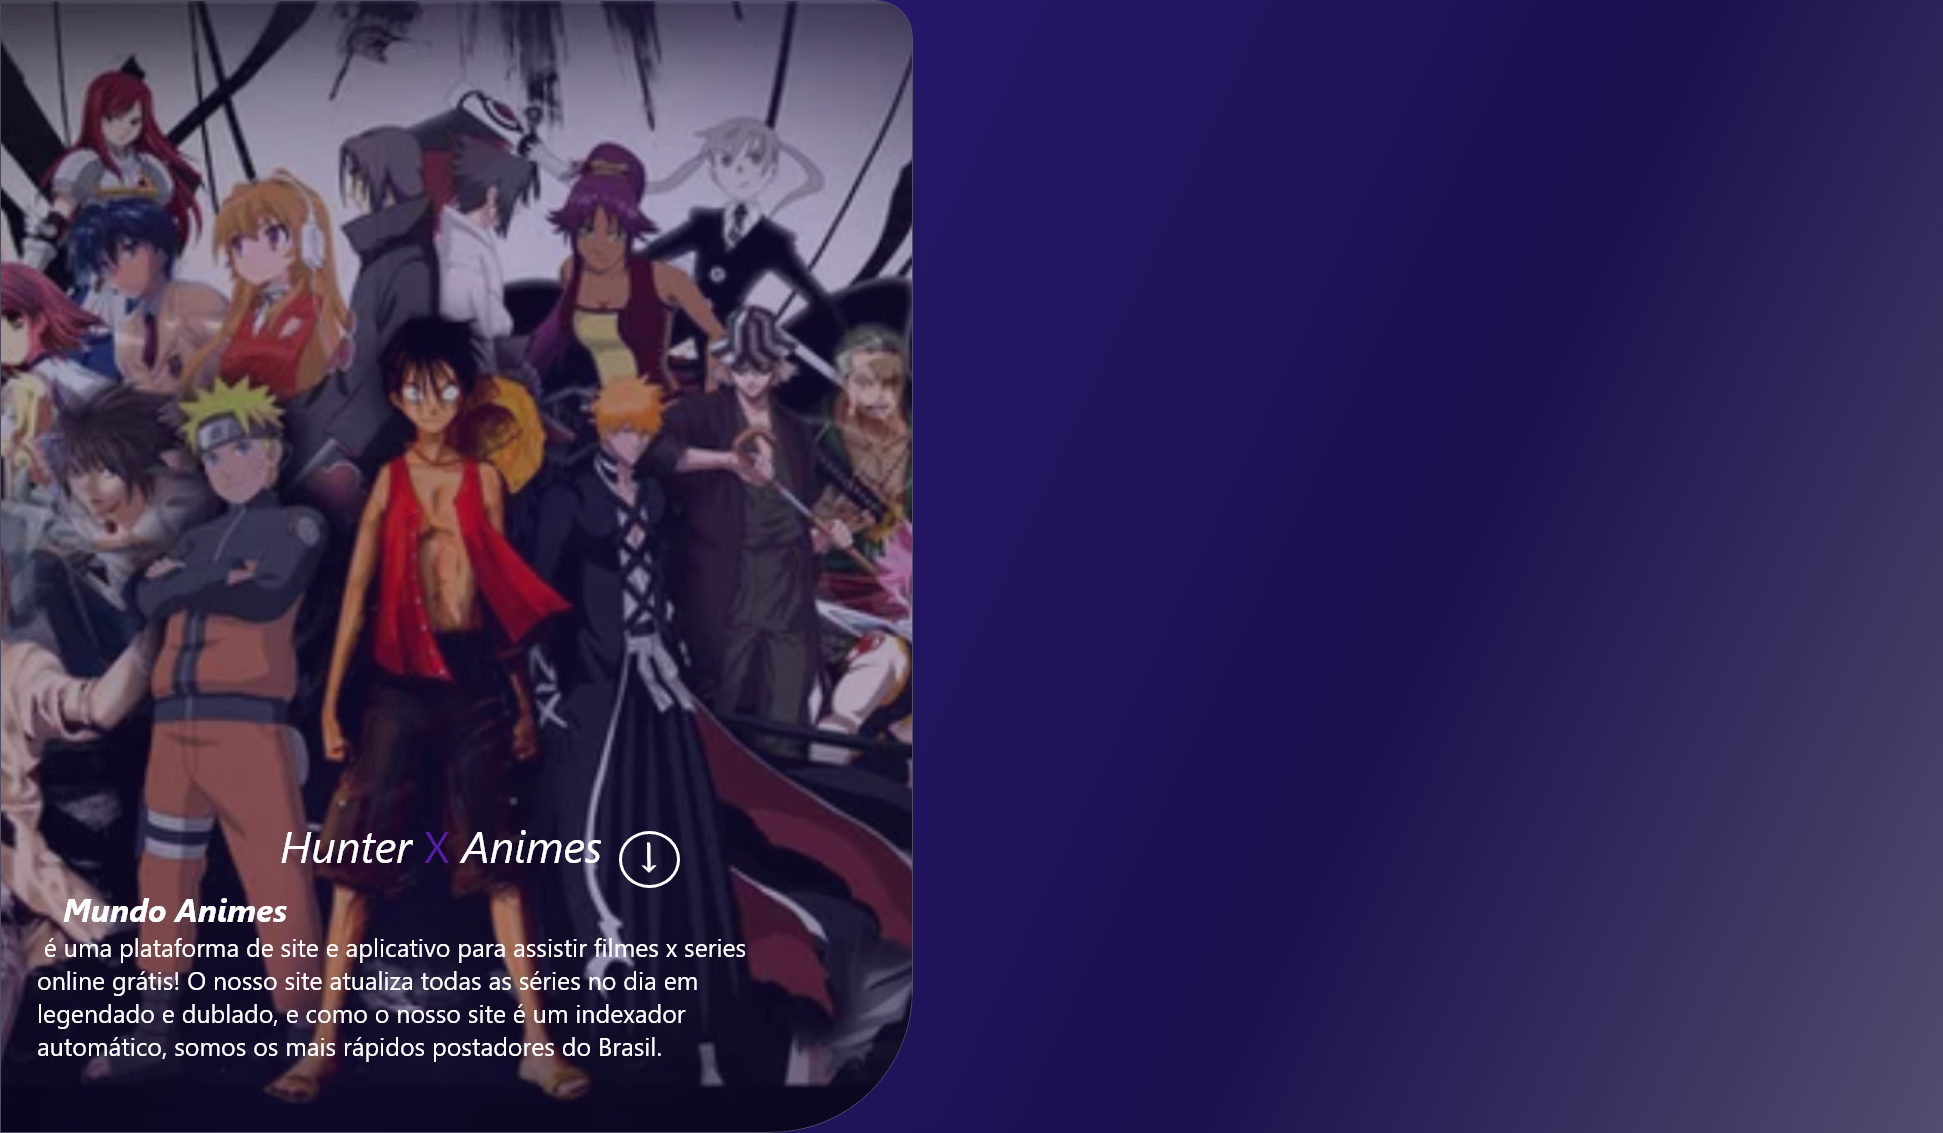 Hunter X Animes
Mundo Animes
é uma plataforma de site e aplicativo para assistir filmes x series
online grátis! O nosso site atualiza todas as séries no dia em
legendado e dublado, e como o nosso site é um indexador
automático, somos os mais rápidos postadores do Brasil.